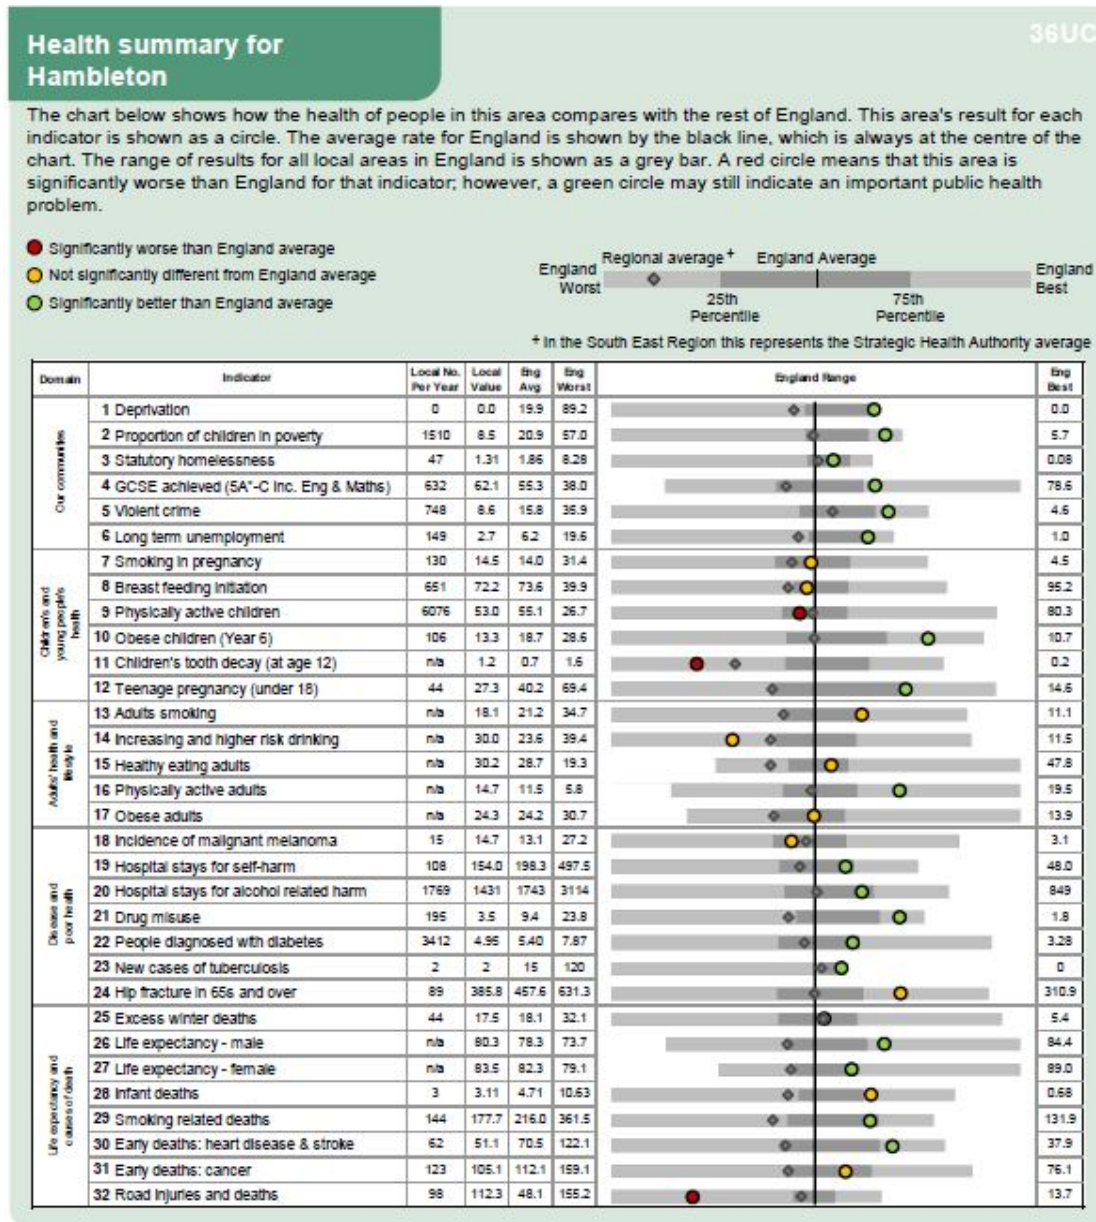 Health summary for
Hambleton
36UC
The chart below shows how the health of people in this area compares with the rest of England. This area's result for each
indicator is shown as a circle. The average rate for England is shown by the black line, which is always at the centre of the
chart. The range of results for all local areas in England is shown as a grey bar. A red circle means that this area is
significantly worse than England for that indicator; however, a green circle may still indicate an important public health
problem.
Significantly worse than England average
Not significantly different from England average
Significantly better than England average
Regional average+ England Average
England Worst
England Best
25th Percentile
75th Percentile
+ In the South East Region this represents the Strategic Health Authority average
Domain Indicator Local No. Per Year Local Value Eng Avg Eng Worst England Range Eng Best
Our communities
1 Deprivation 0 0.0 19.9 89.2 0.0
2 Proportion of children in poverty 1510 8.5 20.9 57.0 5.7
3 Statutory homelessness 47 1.31 1.86 8.28 0.08
4 GCSE achieved (5A*-C inc. Eng & Maths) 632 62.1 55.3 38.0 78.6
5 Violent crime 748 8.6 15.8 35.9 4.6
6 Long term unemployment 149 2.7 6.2 19.6 1.0
Children's and young people's health
7 Smoking in pregnancy 130 14.5 14.0 31.4 4.5
8 Breast feeding initiation 651 72.2 73.6 39.9 95.2
9 Physically active children 6076 53.0 55.1 26.7 80.3
10 Obese children (Year 6) 106 13.3 18.7 28.6 10.7
11 Children's tooth decay (at age 12) n/a 1.2 0.7 1.6 0.2
12 Teenage pregnancy (under 18) 44 27.3 40.2 69.4 14.6
Adults' health and lifestyle
13 Adults smoking n/a 18.1 21.2 34.7 11.1
14 Increasing and higher risk drinking n/a 30.0 23.6 39.4 11.5
15 Healthy eating adults n/a 30.2 28.7 19.3 47.8
16 Physically active adults n/a 14.7 11.5 5.8 19.5
17 Obese adults n/a 24.3 24.2 30.7 13.9
Disease and poor health
18 Incidence of malignant melanoma 15 14.7 13.1 27.2 3.1
19 Hospital stays for self-harm 108 154.0 198.3 497.5 48.0
20 Hospital stays for alcohol related harm 1769 1431 1743 3114 849
21 Drug misuse 195 3.5 9.4 23.8 1.8
22 People diagnosed with diabetes 3412 4.95 5.40 7.87 3.28
23 New cases of tuberculosis 2 2 15 120 0
24 Hip fracture in 65s and over 89 385.8 457.6 631.3 310.9
Life expectancy and causes of death
25 Excess winter deaths 44 17.5 18.1 32.1 5.4
26 Life expectancy - male n/a 80.3 78.3 73.7 84.4
27 Life expectancy - female n/a 83.5 82.3 79.1 89.0
28 Infant deaths 3 3.11 4.71 10.63 0.68
29 Smoking related deaths 144 177.7 216.0 361.5 131.9
30 Early deaths: heart disease & stroke 62 51.1 70.5 122.1 37.9
31 Early deaths: cancer 123 105.1 112.1 159.1 76.1
32 Road injuries and deaths 98 112.3 48.1 155.2 13.7